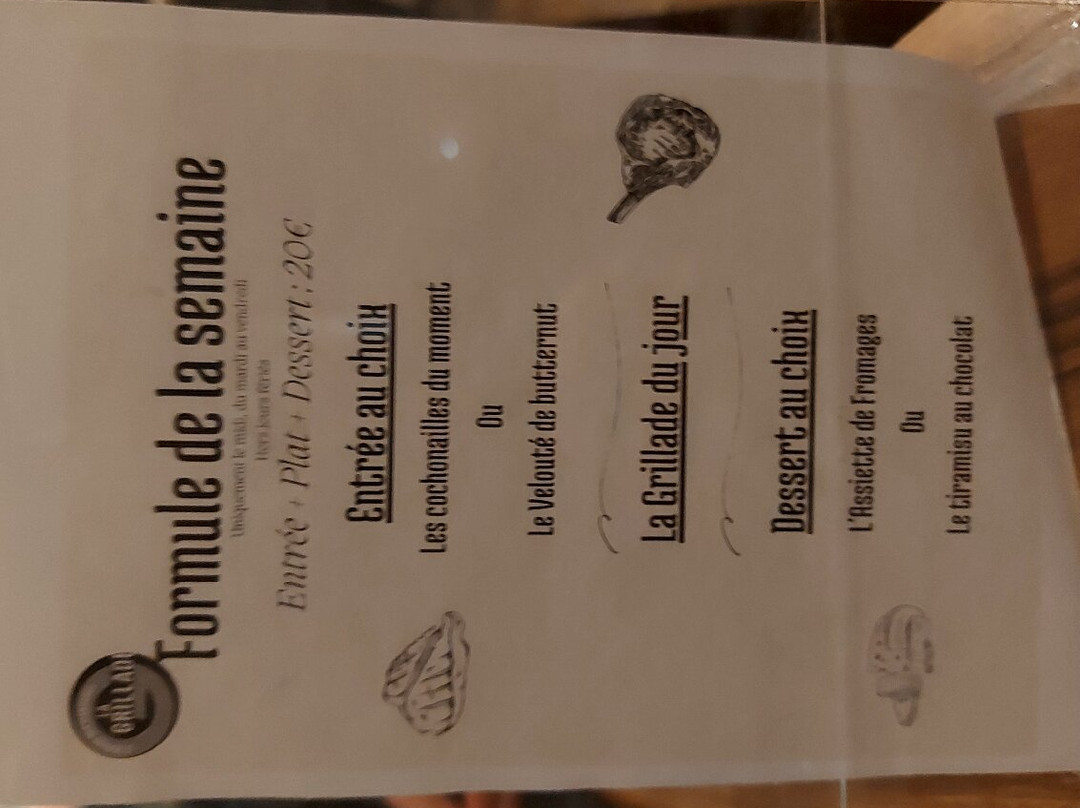 LA
GRILLADE
Formule de la semaine
Uniquement le midi, du mardi au vendredi
Hors jours fériés
Entrée + Plat + Dessert : 20€
Entrée au choix
Les cochonailles du moment
Ou
Le Velouté de butternut
La Grillade du jour
Dessert au choix
L'Assiette de Fromages
Ou
Le tiramisu au chocolat